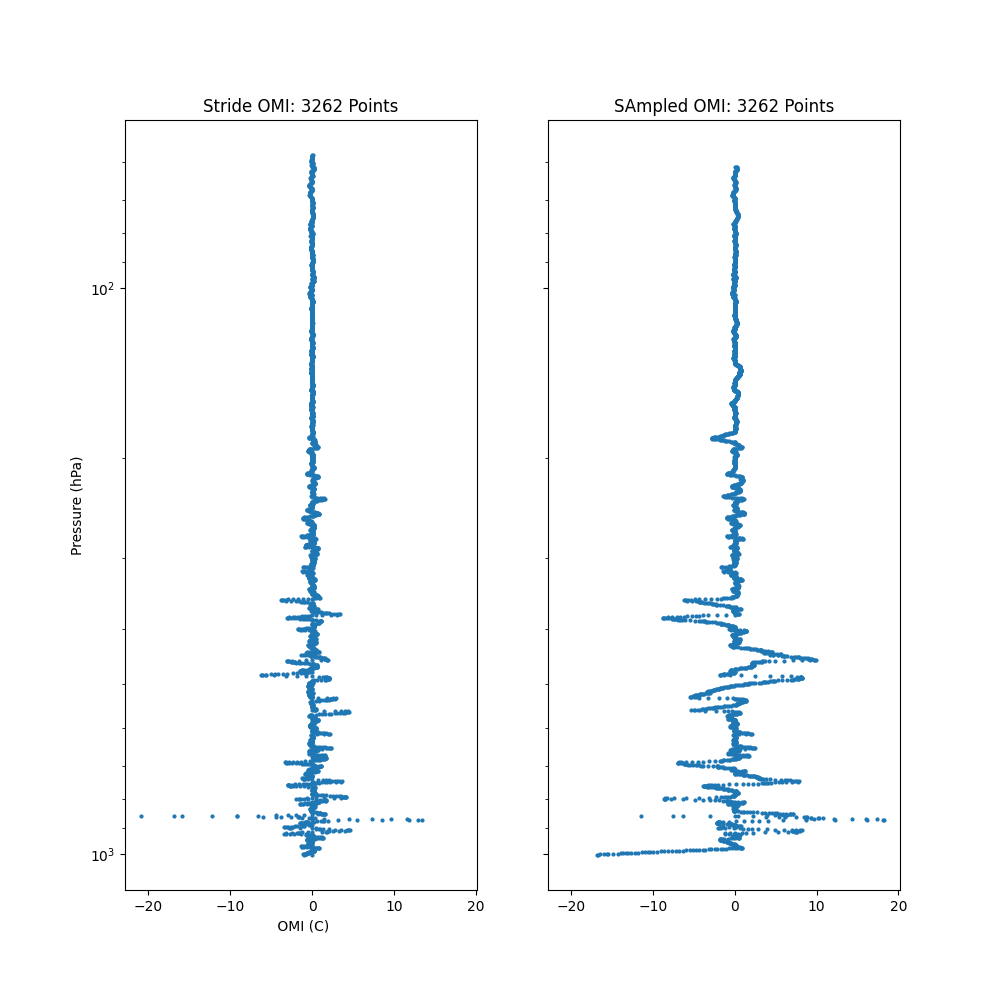 Stride OMI: 3262 Points
SAmpled OMI: 3262 Points
Pressure (hPa)
10²
10³
−20 −10 0 10 20
−20 −10 0 10 20
OMI (C)